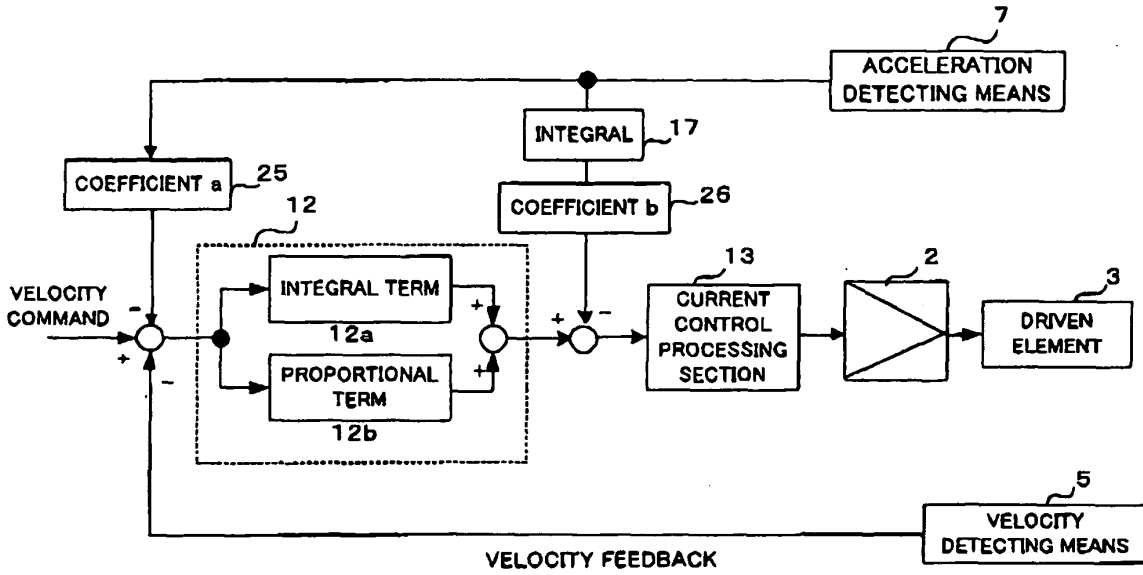 7
ACCELERATION
DETECTING MEANS
INTEGRAL
17
COEFFICIENT a
25
COEFFICIENT b
26
12
VELOCITY
COMMAND
-
+
-
INTEGRAL TERM
12a
PROPORTIONAL
TERM
12b
+
+
+
-
13
CURRENT
CONTROL
PROCESSING
SECTION
2
3
DRIVEN
ELEMENT
5
VELOCITY
DETECTING MEANS
VELOCITY FEEDBACK